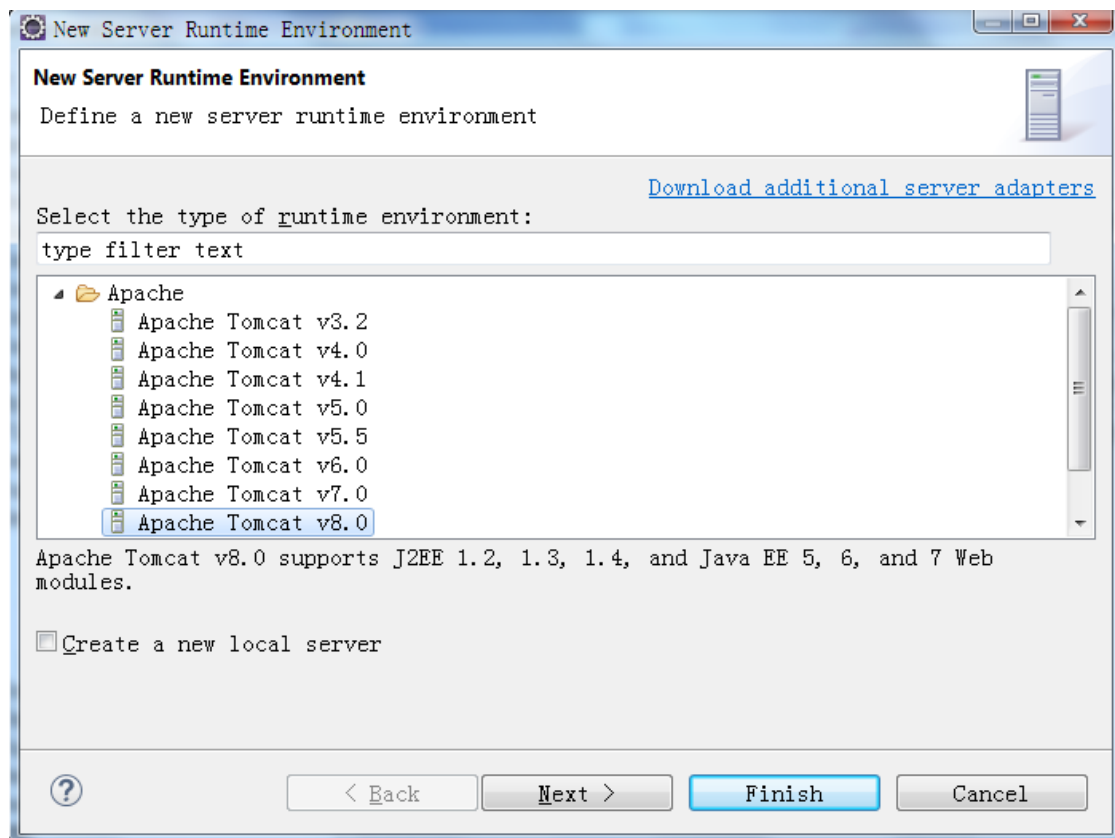 New Server Runtime Environment
New Server Runtime Environment
Define a new server runtime environment
Download additional server adapters
Select the type of runtime environment:
type filter text
Apache
Apache Tomcat v3.2
Apache Tomcat v4.0
Apache Tomcat v4.1
Apache Tomcat v5.0
Apache Tomcat v5.5
Apache Tomcat v6.0
Apache Tomcat v7.0
Apache Tomcat v8.0
Apache Tomcat v8.0 supports J2EE 1.2, 1.3, 1.4, and Java EE 5, 6, and 7 Web
modules.
Create a new local server
? < Back Next > Finish Cancel